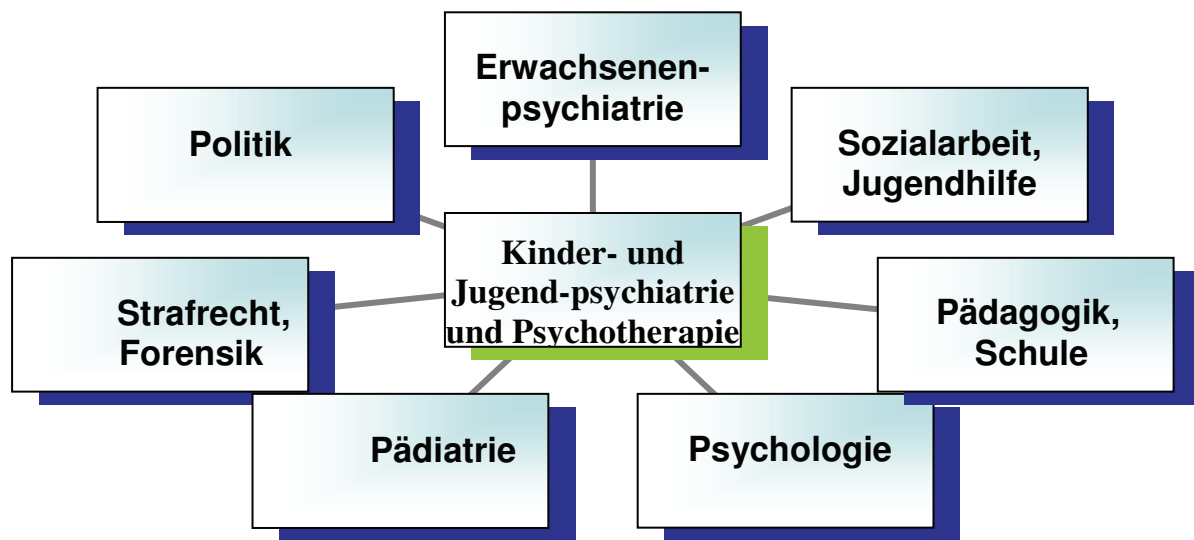 Erwachsenen-
psychiatrie
Politik
Sozialarbeit,
Jugendhilfe
Kinder- und
Jugend-psychiatrie
und Psychotherapie
Strafrecht,
Forensik
Pädagogik,
Schule
Pädiatrie
Psychologie